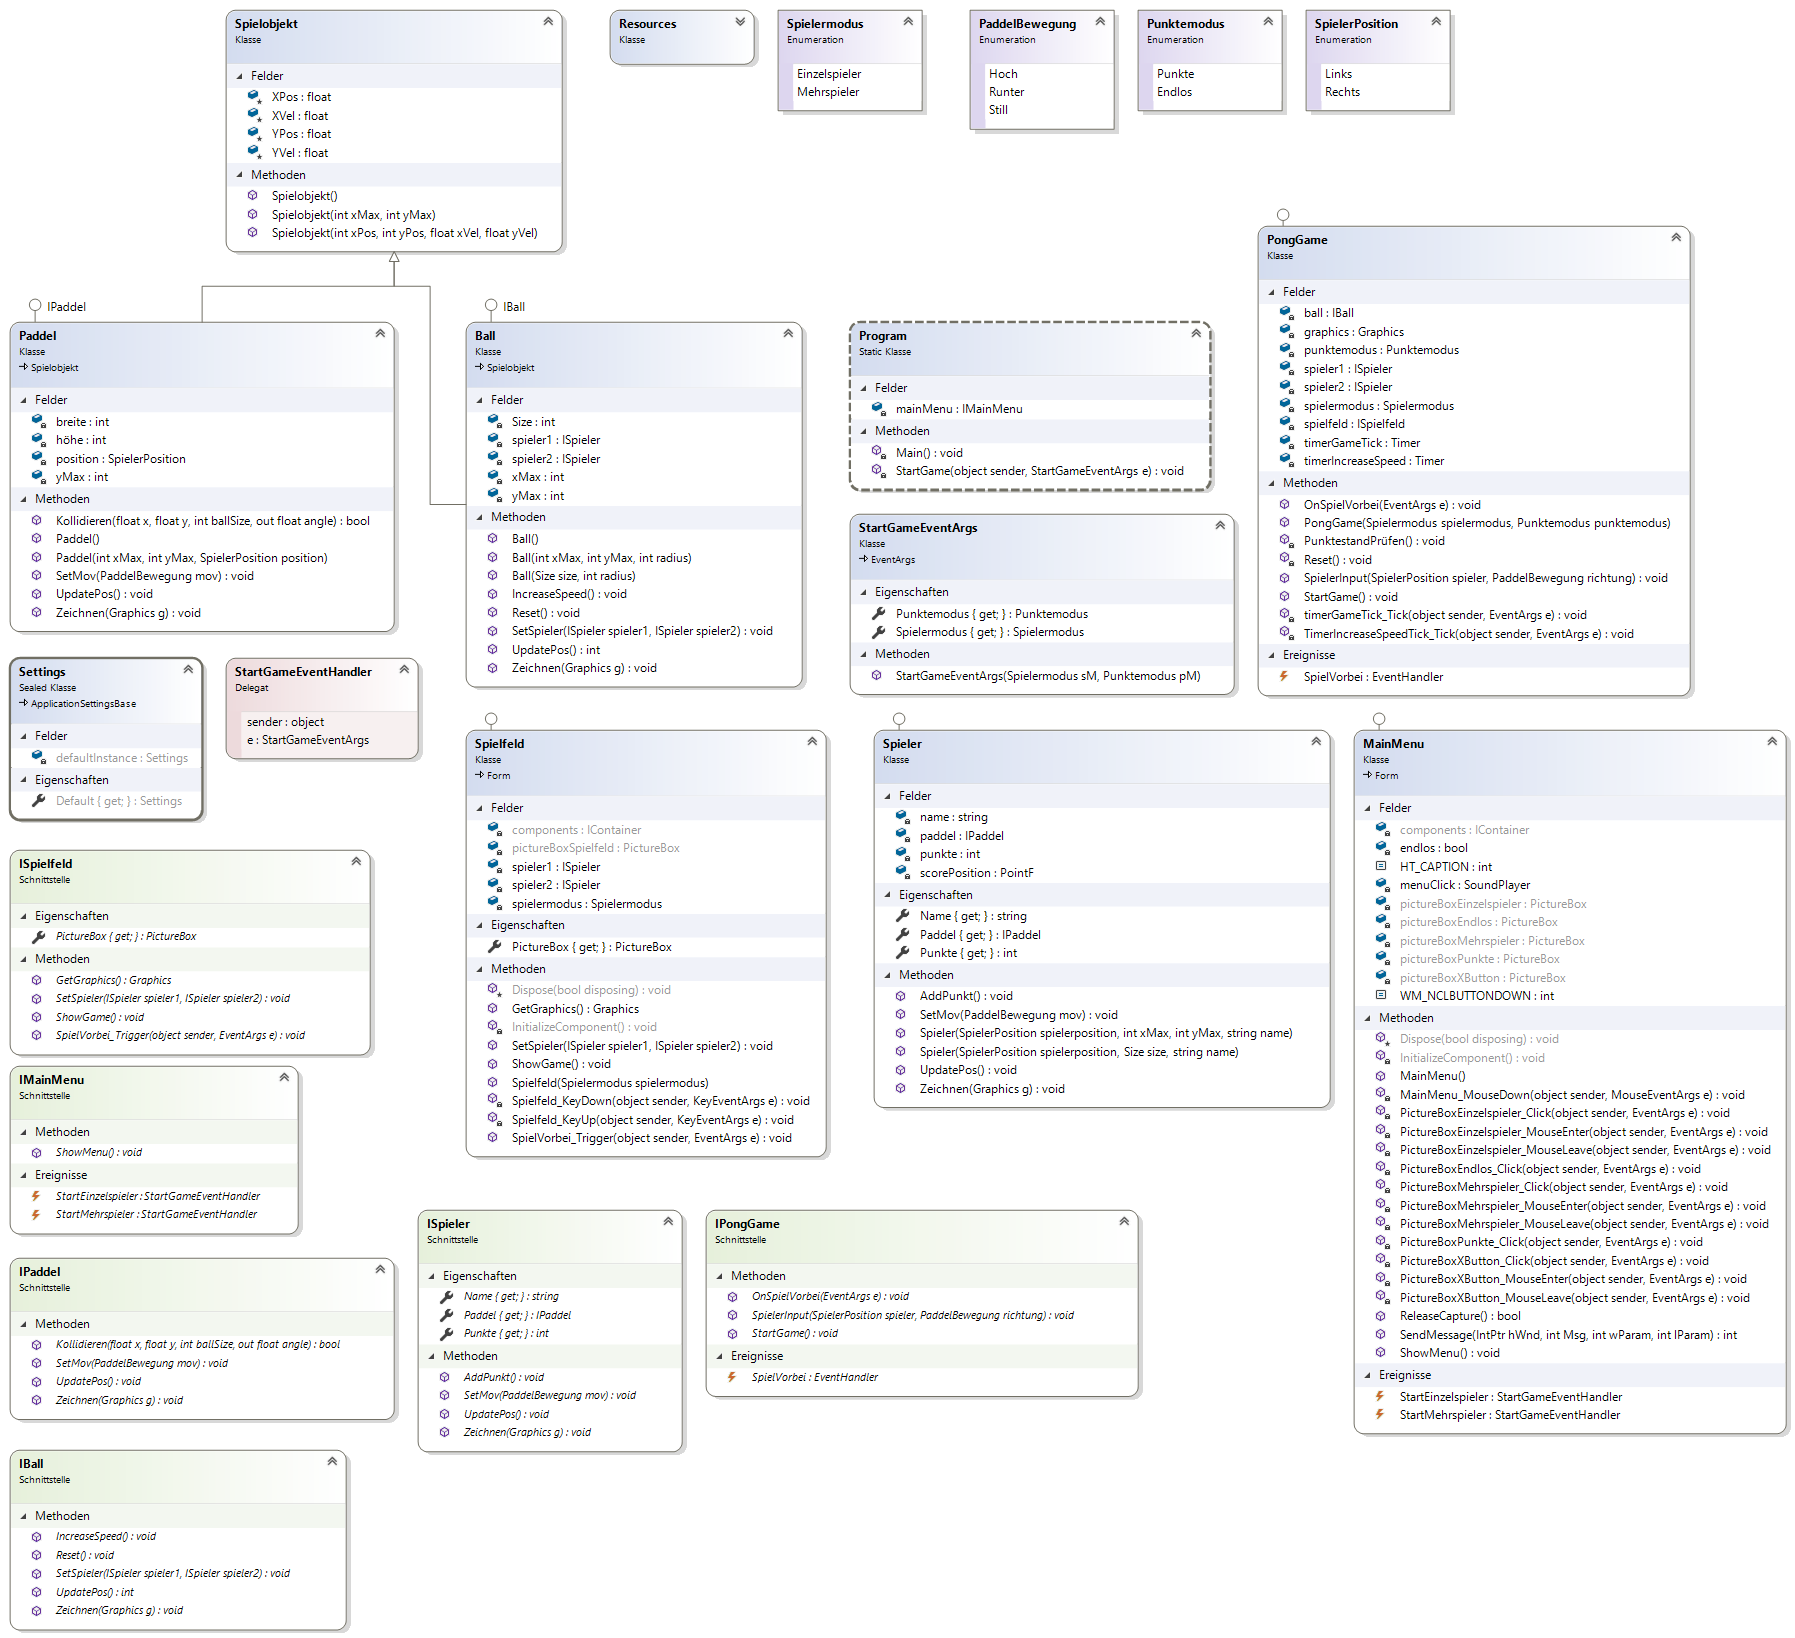 Spielobjekt
Klasse
Felder
XPos : float
XVel : float
YPos : float
YVel : float
Methoden
Spielobjekt()
Spielobjekt(int xMax, int yMax)
Spielobjekt(int xPos, int yPos, float xVel, float yVel)
Resources
Klasse
Spielermodus
Enumeration
Einzelspieler
Mehrspieler
PaddelBewegung
Enumeration
Hoch
Runter
Still
Punktemodus
Enumeration
Punkte
Endlos
SpielerPosition
Enumeration
Links
Rechts
IPaddel
Paddel
Klasse
Spielobjekt
Felder
breite : int
höhe : int
position : SpielerPosition
yMax : int
Methoden
Kollidieren(float x, float y, int ballSize, out float angle) : bool
Paddel()
Paddel(int xMax, int yMax, SpielerPosition position)
SetMov(PaddelBewegung mov) : void
UpdatePos() : void
Zeichnen(Graphics g) : void
IBall
Ball
Klasse
Spielobjekt
Felder
Size : int
spieler1 : ISpieler
spieler2 : ISpieler
xMax : int
yMax : int
Methoden
Ball()
Ball(int xMax, int yMax, int radius)
Ball(Size size, int radius)
IncreaseSpeed() : void
Reset() : void
SetSpieler(ISpieler spieler1, ISpieler spieler2) : void
UpdatePos() : int
Zeichnen(Graphics g) : void
Program
Static Klasse
Felder
mainMenu : IMainMenu
Methoden
Main() : void
StartGame(object sender, StartGameEventArgs e) : void
StartGameEventArgs
Klasse
EventArgs
Eigenschaften
Punktemodus { get; } : Punktemodus
Spielermodus { get; } : Spielermodus
Methoden
StartGameEventArgs(Spielermodus sM, Punktemodus pM)
PongGame
Klasse
Felder
ball : IBall
graphics : Graphics
punktemodus : Punktemodus
spieler1 : ISpieler
spieler2 : ISpieler
spielermodus : Spielermodus
spielfeld : ISpielfeld
timerGameTick : Timer
timerIncreaseSpeed : Timer
Methoden
OnSpielVorbei(EventArgs e) : void
PongGame(Spielermodus spielermodus, Punktemodus punktemodus)
PunktestandPrüfen() : void
Reset() : void
SpielerInput(SpielerPosition spieler, PaddelBewegung richtung) : void
StartGame() : void
timerGameTick_Tick(object sender, EventArgs e) : void
TimerIncreaseSpeedTick_Tick(object sender, EventArgs e) : void
Ereignisse
SpielVorbei : EventHandler
Settings
Sealed Klasse
ApplicationSettingsBase
Felder
defaultInstance : Settings
Eigenschaften
Default { get; } : Settings
StartGameEventHandler
Delegat
sender : object
e : StartGameEventArgs
Spielfeld
Klasse
Form
Felder
components : IContainer
pictureBoxSpielfeld : PictureBox
spieler1 : ISpieler
spieler2 : ISpieler
spielermodus : Spielermodus
Eigenschaften
PictureBox { get; } : PictureBox
Methoden
Dispose(bool disposing) : void
GetGraphics() : Graphics
InitializeComponent() : void
SetSpieler(ISpieler spieler1, ISpieler spieler2) : void
ShowGame() : void
Spielfeld(Spielermodus spielermodus)
Spielfeld_KeyDown(object sender, KeyEventArgs e) : void
Spielfeld_KeyUp(object sender, KeyEventArgs e) : void
SpielVorbei_Trigger(object sender, EventArgs e) : void
Spieler
Klasse
Felder
name : string
paddel : IPaddel
punkte : int
scorePosition : PointF
Eigenschaften
Name { get; } : string
Paddel { get; } : IPaddel
Punkte { get; } : int
Methoden
AddPunkt() : void
SetMov(PaddelBewegung mov) : void
Spieler(SpielerPosition spielerposition, int xMax, int yMax, string name)
Spieler(SpielerPosition spielerposition, Size size, string name)
UpdatePos() : void
Zeichnen(Graphics g) : void
MainMenu
Klasse
Form
Felder
components : IContainer
endlos : bool
HT_CAPTION : int
menuClick : SoundPlayer
pictureBoxEinzelspieler : PictureBox
pictureBoxEndlos : PictureBox
pictureBoxMehrspieler : PictureBox
pictureBoxPunkte : PictureBox
pictureBoxXButton : PictureBox
WM_NCLBUTTONDOWN : int
Methoden
Dispose(bool disposing) : void
InitializeComponent() : void
MainMenu()
MainMenu_MouseDown(object sender, MouseEventArgs e) : void
PictureBoxEinzelspieler_Click(object sender, EventArgs e) : void
PictureBoxEinzelspieler_MouseEnter(object sender, EventArgs e) : void
PictureBoxEinzelspieler_MouseLeave(object sender, EventArgs e) : void
PictureBoxEndlos_Click(object sender, EventArgs e) : void
PictureBoxMehrspieler_Click(object sender, EventArgs e) : void
PictureBoxMehrspieler_MouseEnter(object sender, EventArgs e) : void
PictureBoxMehrspieler_MouseLeave(object sender, EventArgs e) : void
PictureBoxPunkte_Click(object sender, EventArgs e) : void
PictureBoxXButton_Click(object sender, EventArgs e) : void
PictureBoxXButton_MouseEnter(object sender, EventArgs e) : void
PictureBoxXButton_MouseLeave(object sender, EventArgs e) : void
ReleaseCapture() : bool
SendMessage(IntPtr hWnd, int Msg, int wParam, int lParam) : int
ShowMenu() : void
Ereignisse
StartEinzelspieler : StartGameEventHandler
StartMehrspieler : StartGameEventHandler
ISpielfeld
Schnittstelle
Eigenschaften
PictureBox { get; } : PictureBox
Methoden
GetGraphics() : Graphics
SetSpieler(ISpieler spieler1, ISpieler spieler2) : void
ShowGame() : void
SpielVorbei_Trigger(object sender, EventArgs e) : void
IMainMenu
Schnittstelle
Methoden
ShowMenu() : void
Ereignisse
StartEinzelspieler : StartGameEventHandler
StartMehrspieler : StartGameEventHandler
IPaddel
Schnittstelle
Methoden
Kollidieren(float x, float y, int ballSize, out float angle) : bool
SetMov(PaddelBewegung mov) : void
UpdatePos() : void
Zeichnen(Graphics g) : void
ISpieler
Schnittstelle
Eigenschaften
Name { get; } : string
Paddel { get; } : IPaddel
Punkte { get; } : int
Methoden
AddPunkt() : void
SetMov(PaddelBewegung mov) : void
UpdatePos() : void
Zeichnen(Graphics g) : void
IPongGame
Schnittstelle
Methoden
OnSpielVorbei(EventArgs e) : void
SpielerInput(SpielerPosition spieler, PaddelBewegung richtung) : void
StartGame() : void
Ereignisse
SpielVorbei : EventHandler
IBall
Schnittstelle
Methoden
IncreaseSpeed() : void
Reset() : void
SetSpieler(ISpieler spieler1, ISpieler spieler2) : void
UpdatePos() : int
Zeichnen(Graphics g) : void